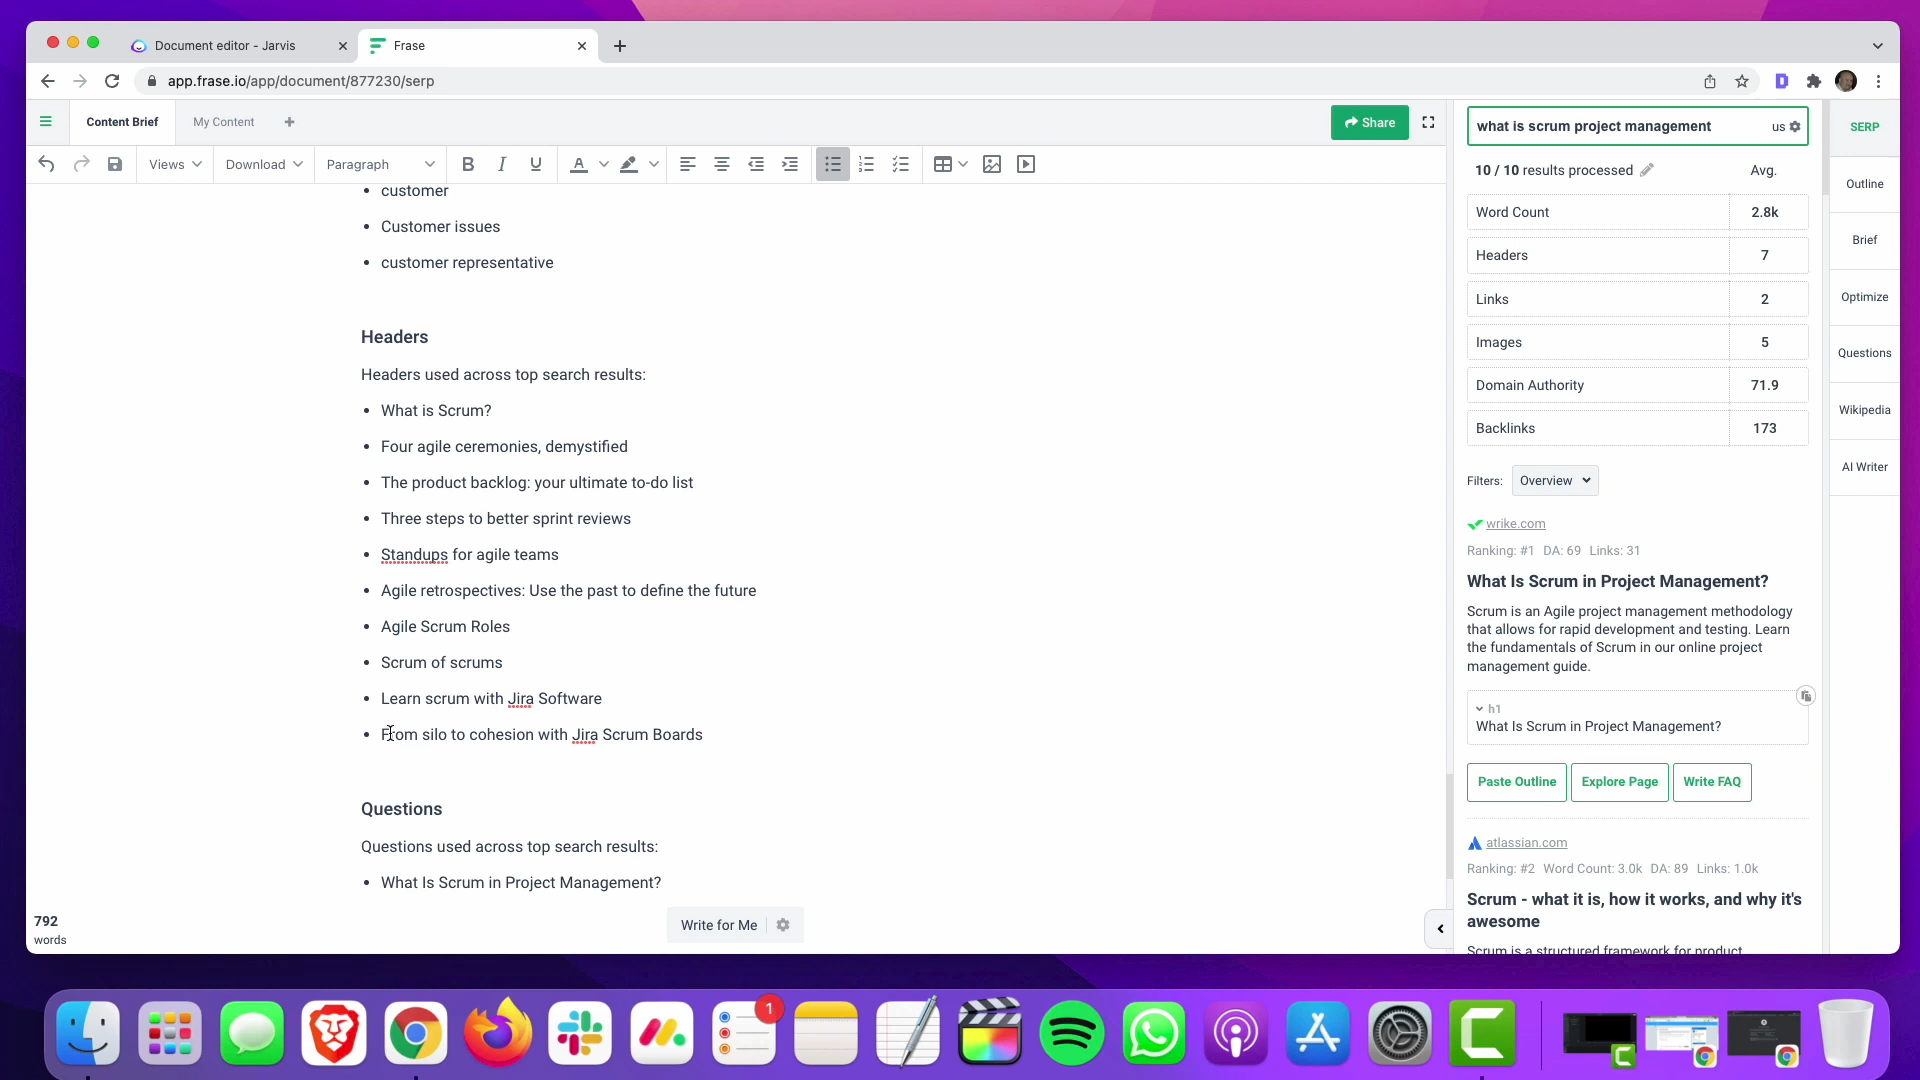 Document editor - Jarvis
Frase
app.frase.io/app/document/877230/serp
Content Brief
My Content
Share
Views
Download
Paragraph
B
I
U
A
customer
Customer issues
customer representative
Headers
Headers used across top search results:
What is Scrum?
Four agile ceremonies, demystified
The product backlog: your ultimate to-do list
Three steps to better sprint reviews
Standups for agile teams
Agile retrospectives: Use the past to define the future
Agile Scrum Roles
Scrum of scrums
Learn scrum with Jira Software
From silo to cohesion with Jira Scrum Boards
Questions
Questions used across top search results:
What Is Scrum in Project Management?
792
words
Write for Me
what is scrum project management
us
10 / 10 results processed
Avg.
Word Count 2.8k
Headers 7
Links 2
Images 5
Domain Authority 71.9
Backlinks 173
Filters: Overview
wrike.com
Ranking: #1 DA: 69 Links: 31
What Is Scrum in Project Management?
Scrum is an Agile project management methodology
that allows for rapid development and testing. Learn
the fundamentals of Scrum in our online project
management guide.
h1
What Is Scrum in Project Management?
Paste Outline
Explore Page
Write FAQ
atlassian.com
Ranking: #2 Word Count: 3.0k DA: 89 Links: 1.0k
Scrum - what it is, how it works, and why it's
awesome
Scrum is a structured framework for product
SERP
Outline
Brief
Optimize
Questions
Wikipedia
AI Writer
1